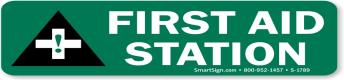 FIRST AID
STATION
SmartSign.com • 800-952-1457 • S-1789